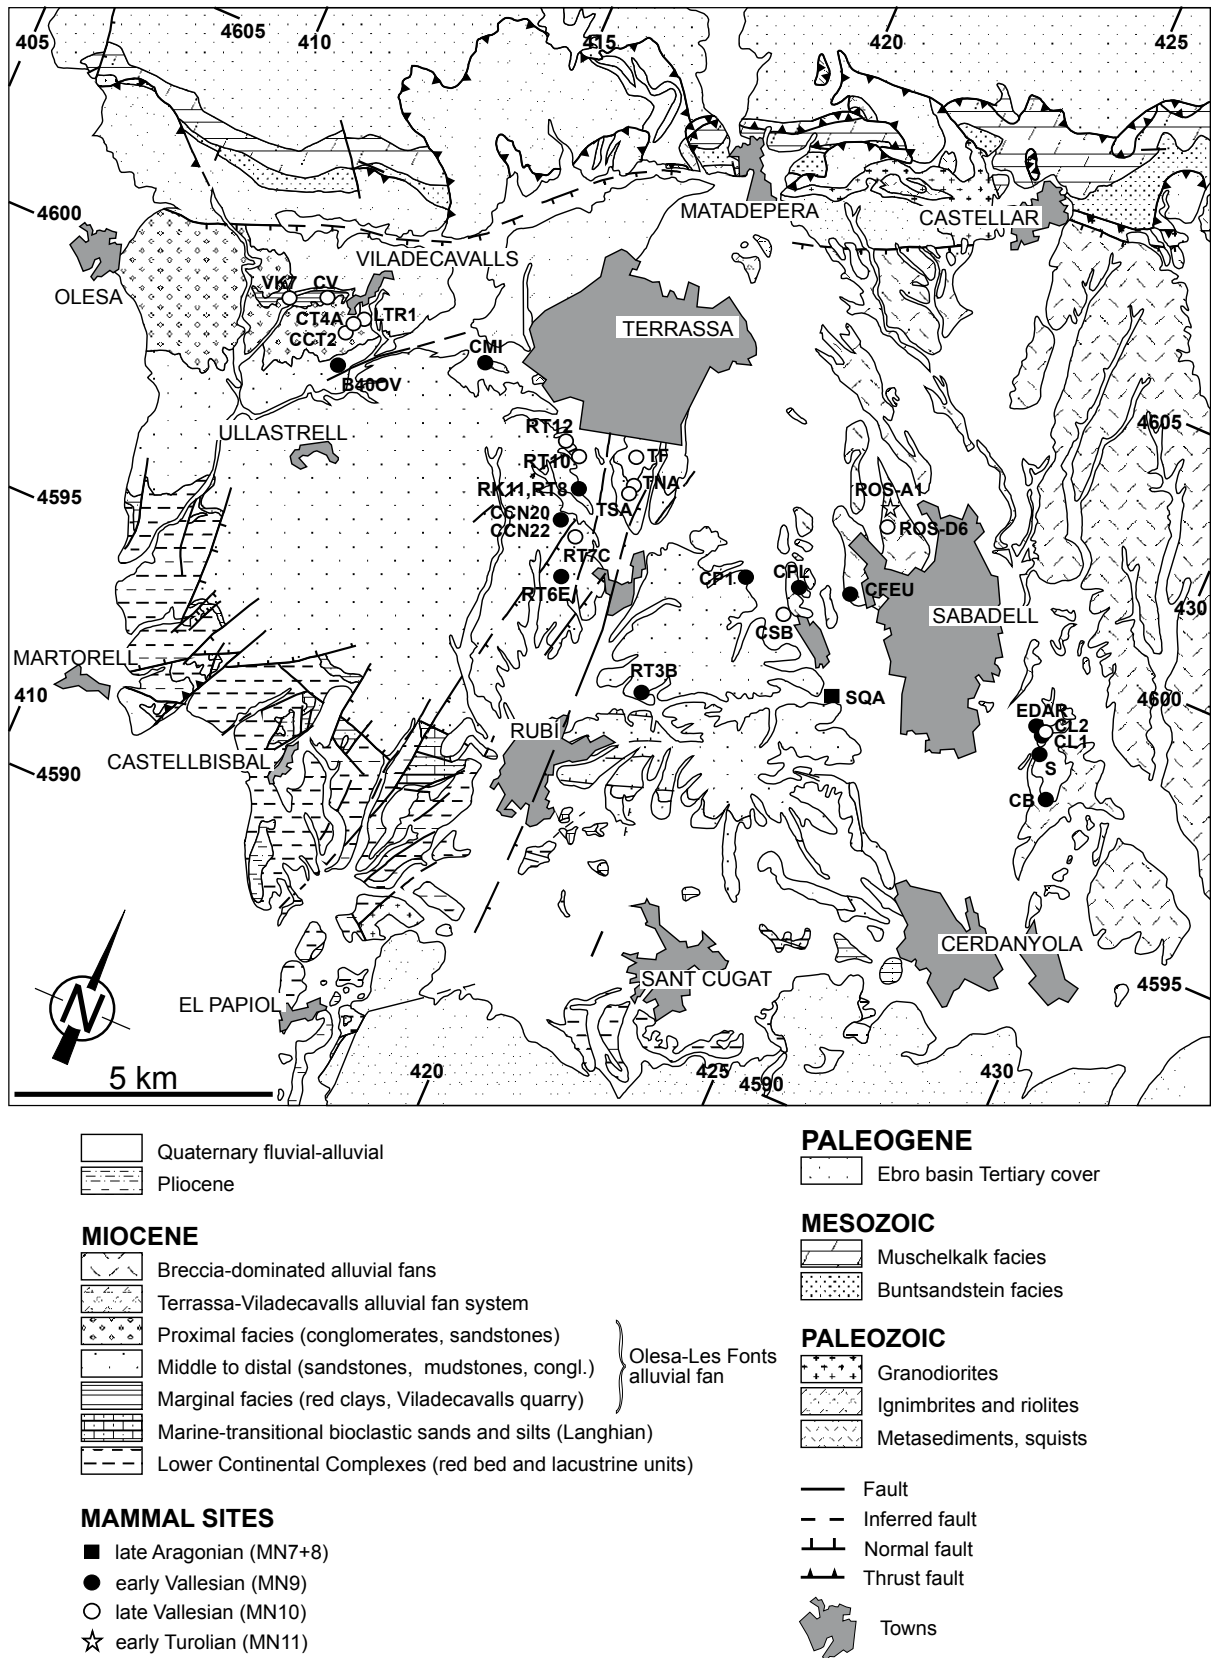 405
4605
410
415
420
425
4600
MATADEPERA
CASTELLAR
VILADECAVALLS
OLESA
VK7
CV
CT4A
LTR1
CCT2
TERRASSA
CMI
B40OV
ULLASTRELL
RT12
4605
RT10
TF
4595
RK11,RT8
TNA
ROS-A1
CCN20
TSA
CCN22
ROS-D6
RT7C
CP1
CPL
RT6E
CFEU
430
CSB
SABADELL
MARTORELL
RT3B
410
SQA
4600
EDAR
RUBÍ
CL2
CASTELLBISBAL
CL1
4590
S
CB
CERDANYOLA
SANT CUGAT
4595
EL PAPIOL
N
5 km
420
425
4590
430
Quaternary fluvial-alluvial
Pliocene
MIOCENE
Breccia-dominated alluvial fans
Terrassa-Viladecavalls alluvial fan system
Proximal facies (conglomerates, sandstones)
Middle to distal (sandstones, mudstones, congl.)
Marginal facies (red clays, Viladecavalls quarry)
Olesa-Les Fonts
alluvial fan
Marine-transitional bioclastic sands and silts (Langhian)
Lower Continental Complexes (red bed and lacustrine units)
MAMMAL SITES
late Aragonian (MN7+8)
early Vallesian (MN9)
late Vallesian (MN10)
early Turolian (MN11)
PALEOGENE
Ebro basin Tertiary cover
MESOZOIC
Muschelkalk facies
Buntsandstein facies
PALEOZOIC
Granodiorites
Ignimbrites and riolites
Metasediments, squists
Fault
Inferred fault
Normal fault
Thrust fault
Towns